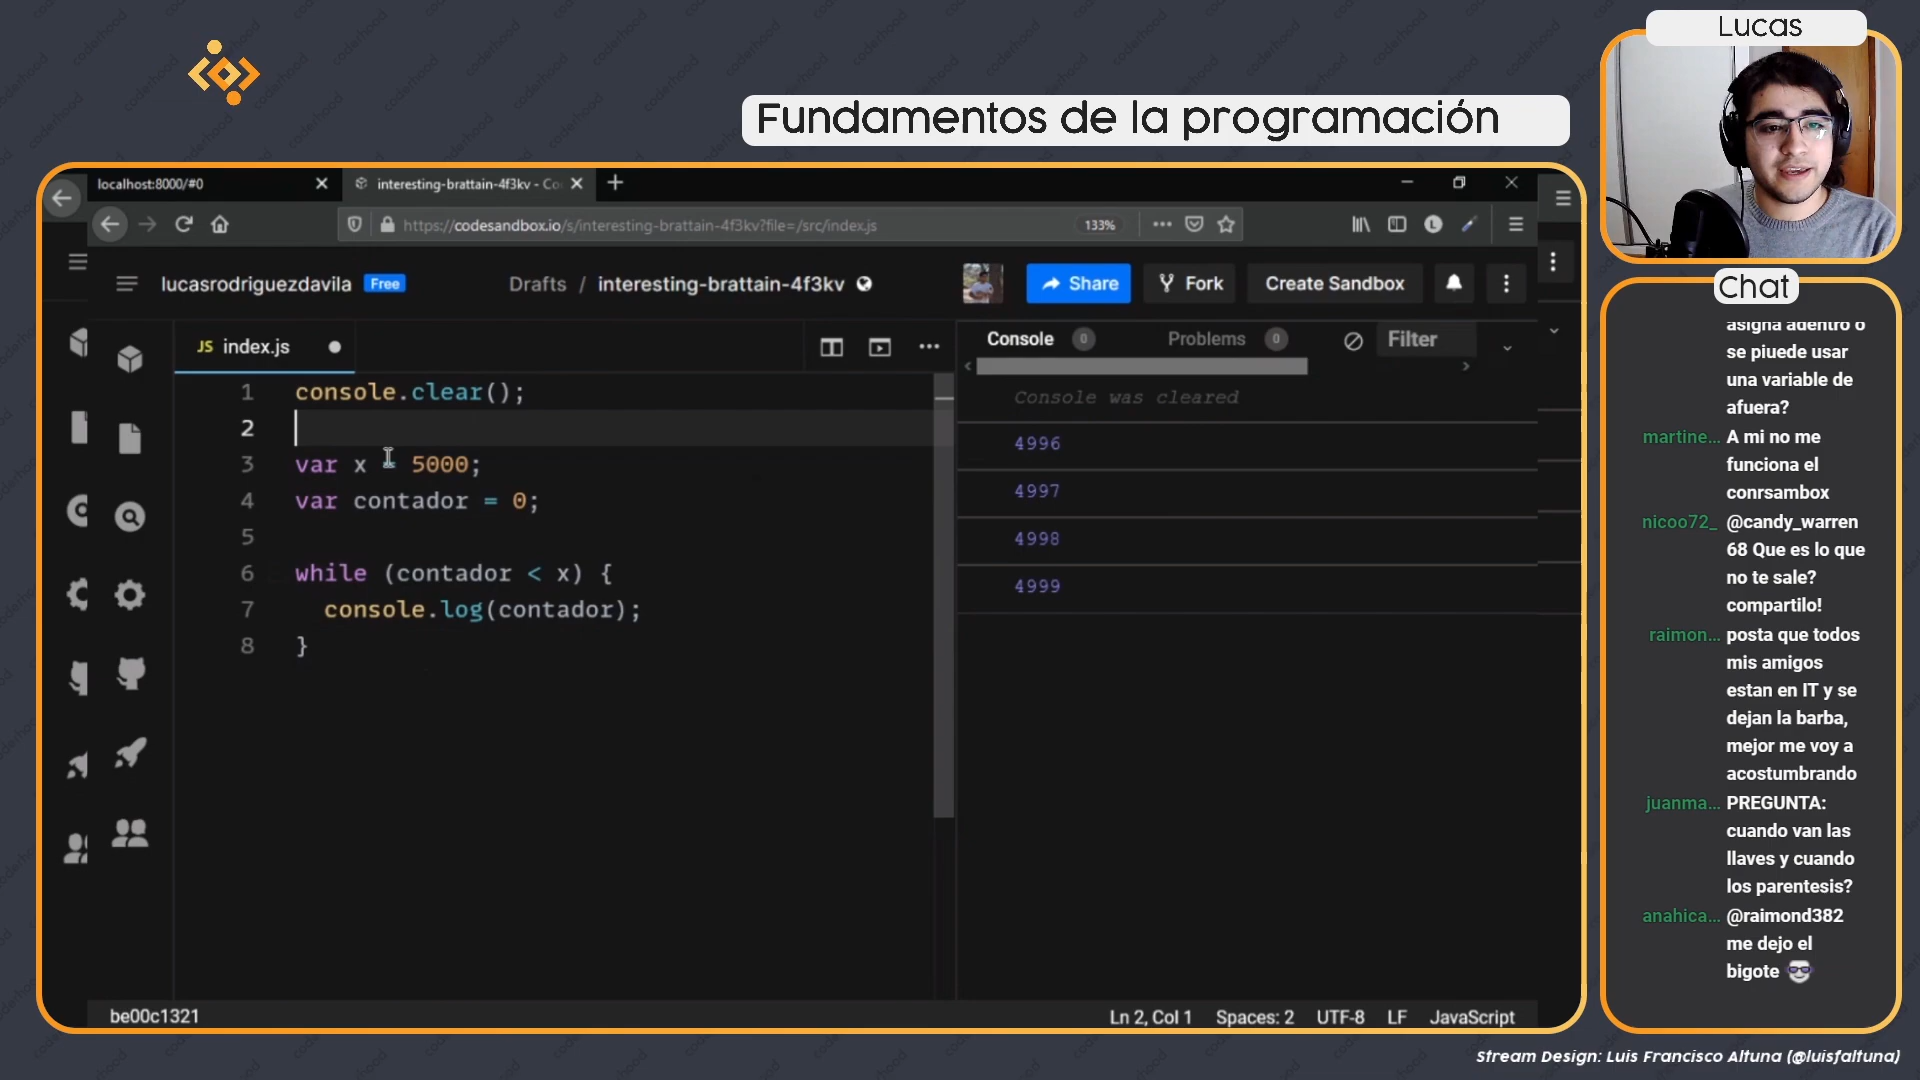 Lucas
Fundamentos de la programación
localhost:8000/#0
interesting-brattain-4f3kv - Co
https://codesandbox.io/s/interesting-brattain-4f3kv?file=/src/index.js
133%
lucasrodriguezdavila Free
Drafts / interesting-brattain-4f3kv
Share
Fork
Create Sandbox
JS index.js
1 console.clear();
2
3 var x = 5000;
4 var contador = 0;
5
6 while (contador < x) {
7 console.log(contador);
8 }
Console 0
Problems 0
Filter
Console was cleared
4996
4997
4998
4999
be00c1321
Ln 2, Col 1 Spaces: 2 UTF-8 LF JavaScript
Chat
asigna adentro o
se piuede usar
una variable de
afuera?
martine... A mi no me
funciona el
conrsambox
nicoo72_ @candy_warren
68 Que es lo que
no te sale?
compartilo!
raimon... posta que todos
mis amigos
estan en IT y se
dejan la barba,
mejor me voy a
acostumbrando
juanma... PREGUNTA:
cuando van las
llaves y cuando
los parentesis?
anahica... @raimond382
me dejo el
bigote
Stream Design: Luis Francisco Altuna (@luisfaltuna)